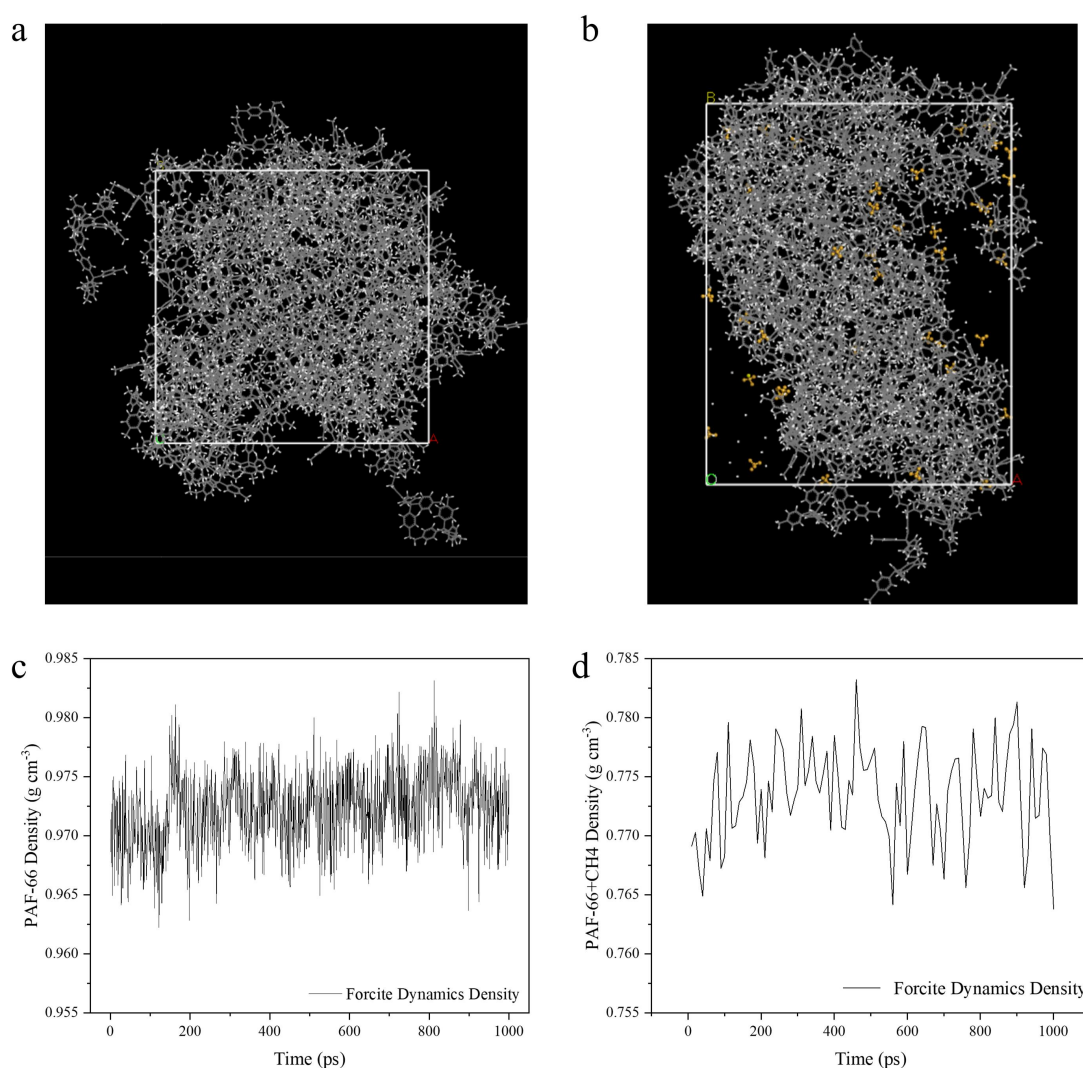 a
b
B
A
B
O
A
c
PAF-66 Density (g cm⁻³)
0.985
0.980
0.975
0.970
0.965
0.960
0.955
Forcite Dynamics Density
0 200 400 600 800 1000
Time (ps)
d
PAF-66+CH4 Density (g cm⁻³)
0.785
0.780
0.775
0.770
0.765
0.760
0.755
Forcite Dynamics Density
0 200 400 600 800 1000
Time (ps)